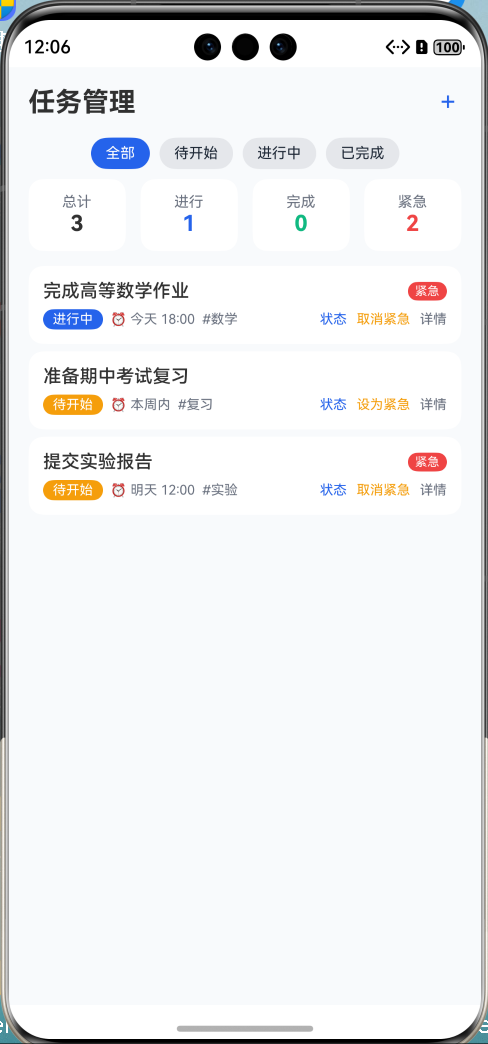 12:06 100
任务管理 +
全部 待开始 进行中 已完成
总计 进行 完成 紧急
3 1 0 2
完成高等数学作业 紧急
进行中 ⏰ 今天 18:00 #数学 状态 取消紧急 详情
准备期中考试复习
待开始 ⏰ 本周内 #复习 状态 设为紧急 详情
提交实验报告 紧急
待开始 ⏰ 明天 12:00 #实验 状态 取消紧急 详情